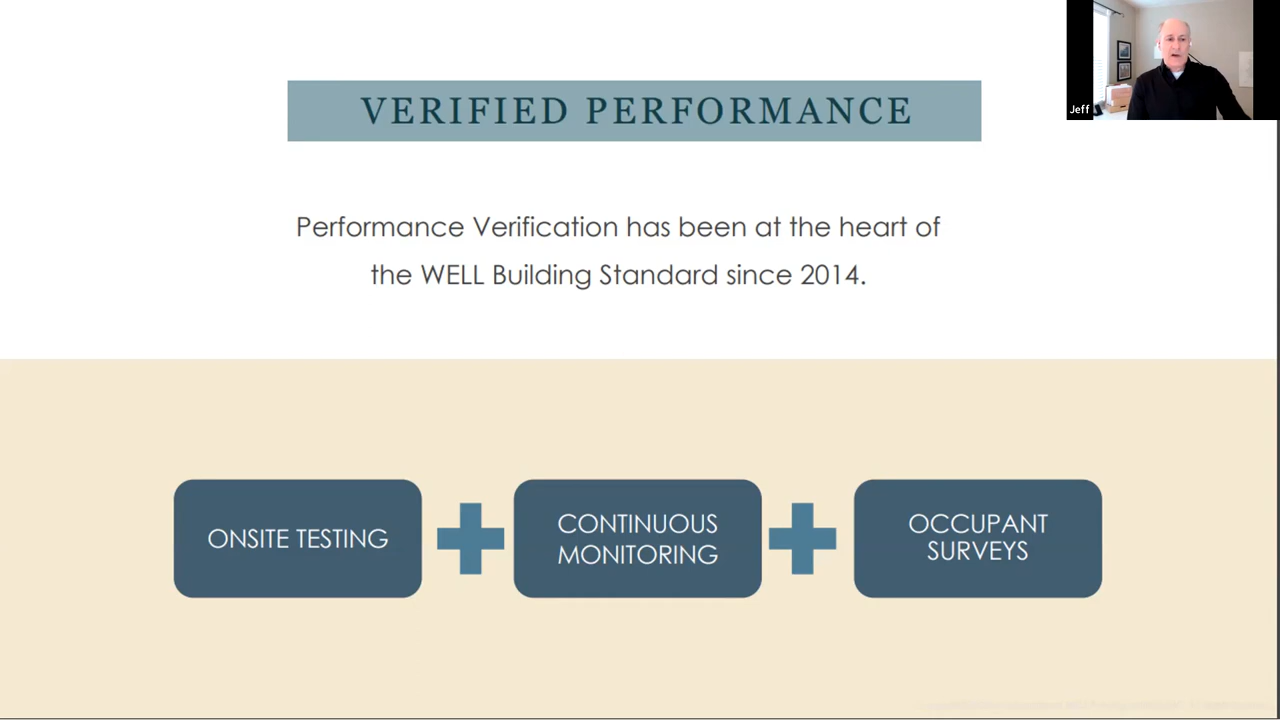 VERIFIED PERFORMANCE
Jeff
Performance Verification has been at the heart of
the WELL Building Standard since 2014.
ONSITE TESTING
CONTINUOUS
MONITORING
OCCUPANT
SURVEYS